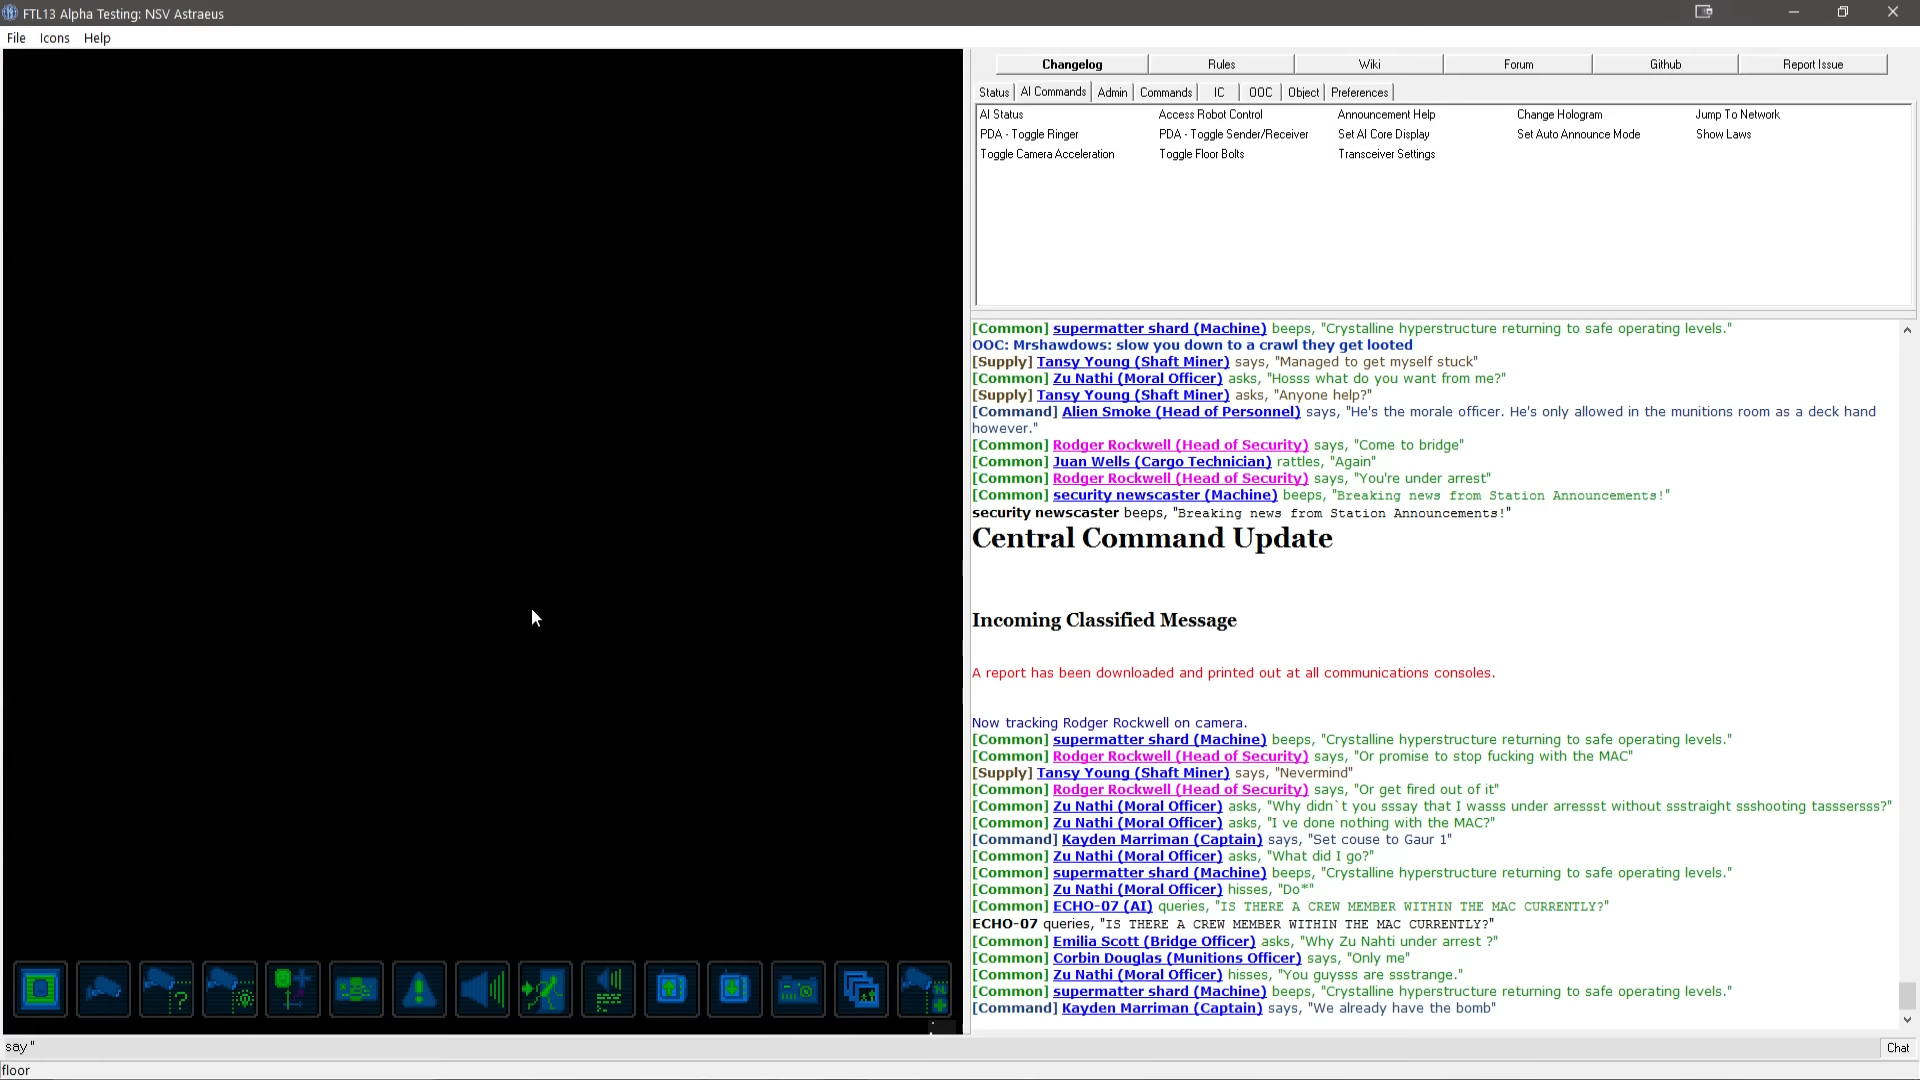 FTL13 Alpha Testing: NSV Astraeus
File Icons Help
Changelog Rules Wiki Forum Github Report Issue
Status AI Commands Admin Commands IC OOC Object Preferences
AI Status Access Robot Control Announcement Help Change Hologram Jump To Network
PDA - Toggle Ringer PDA - Toggle Sender/Receiver Set AI Core Display Set Auto Announce Mode Show Laws
Toggle Camera Acceleration Toggle Floor Bolts Transceiver Settings
[Common] supermatter shard (Machine) beeps, "Crystalline hyperstructure returning to safe operating levels."
OOC: Mrshawdows: slow you down to a crawl they get looted
[Supply] Tansy Young (Shaft Miner) says, "Managed to get myself stuck"
[Common] Zu Nathi (Moral Officer) asks, "Hosss what do you want from me?"
[Supply] Tansy Young (Shaft Miner) asks, "Anyone help?"
[Command] Alien Smoke (Head of Personnel) says, "He's the morale officer. He's only allowed in the munitions room as a deck hand
however."
[Common] Rodger Rockwell (Head of Security) says, "Come to bridge"
[Common] Juan Wells (Cargo Technician) rattles, "Again"
[Common] Rodger Rockwell (Head of Security) says, "You're under arrest"
[Common] security newscaster (Machine) beeps, "Breaking news from Station Announcements!"
security newscaster beeps, "Breaking news from Station Announcements!"
Central Command Update
Incoming Classified Message
A report has been downloaded and printed out at all communications consoles.
Now tracking Rodger Rockwell on camera.
[Common] supermatter shard (Machine) beeps, "Crystalline hyperstructure returning to safe operating levels."
[Common] Rodger Rockwell (Head of Security) says, "Or promise to stop fucking with the MAC"
[Supply] Tansy Young (Shaft Miner) says, "Nevermind"
[Common] Rodger Rockwell (Head of Security) says, "Or get fired out of it"
[Common] Zu Nathi (Moral Officer) asks, "Why didn`t you sssay that I wasss under arressst without ssstraight ssshooting tasssersss?"
[Common] Zu Nathi (Moral Officer) asks, "I ve done nothing with the MAC?"
[Command] Kayden Marriman (Captain) says, "Set couse to Gaur 1"
[Common] Zu Nathi (Moral Officer) asks, "What did I go?"
[Common] supermatter shard (Machine) beeps, "Crystalline hyperstructure returning to safe operating levels."
[Common] Zu Nathi (Moral Officer) hisses, "Do*"
[Common] ECHO-07 (AI) queries, "IS THERE A CREW MEMBER WITHIN THE MAC CURRENTLY?"
ECHO-07 queries, "IS THERE A CREW MEMBER WITHIN THE MAC CURRENTLY?"
[Common] Emilia Scott (Bridge Officer) asks, "Why Zu Nahti under arrest ?"
[Common] Corbin Douglas (Munitions Officer) says, "Only me"
[Common] Zu Nathi (Moral Officer) hisses, "You guysss are ssstrange."
[Common] supermatter shard (Machine) beeps, "Crystalline hyperstructure returning to safe operating levels."
[Command] Kayden Marriman (Captain) says, "We already have the bomb"
say "
Chat
floor